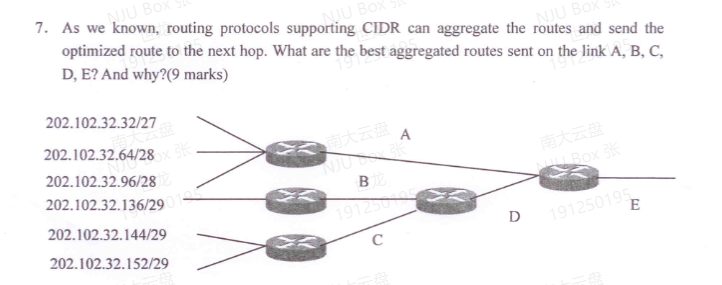 7. As we known, routing protocols supporting CIDR can aggregate the routes and send the
optimized route to the next hop. What are the best aggregated routes sent on the link A, B, C,
D, E? And why?(9 marks)
202.102.32.32/27
202.102.32.64/28
202.102.32.96/28
202.102.32.136/29
202.102.32.144/29
202.102.32.152/29
A
B
C
D
E
NJU Box
南大云盘
191250195